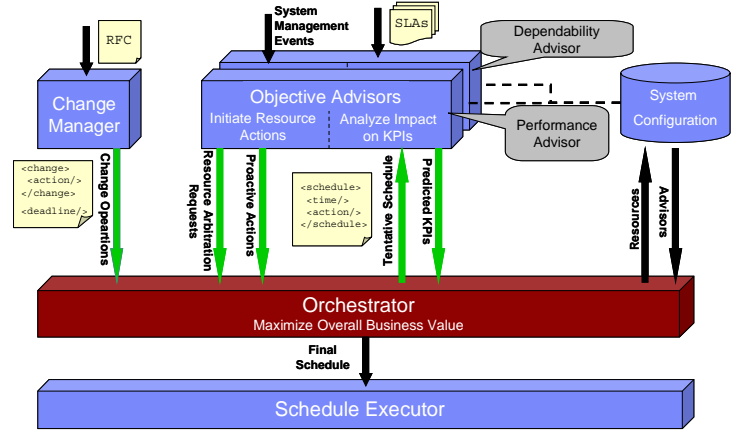 System
Management
Events
SLAs
RFC
Dependability
Advisor
Change
Manager
Objective Advisors
Initiate Resource
Actions
Analyze Impact
on KPIs
Performance
Advisor
System
Configuration
<change>
<action/>
</change>
<deadline/>
Change Opeartions
Resource Arbitration
Requests
Proactive Actions
<schedule>
<time/>
<action/>
</schedule>
Tentative Schedule
Predicted KPIs
Resources
Advisors
Orchestrator
Maximize Overall Business Value
Final
Schedule
Schedule Executor